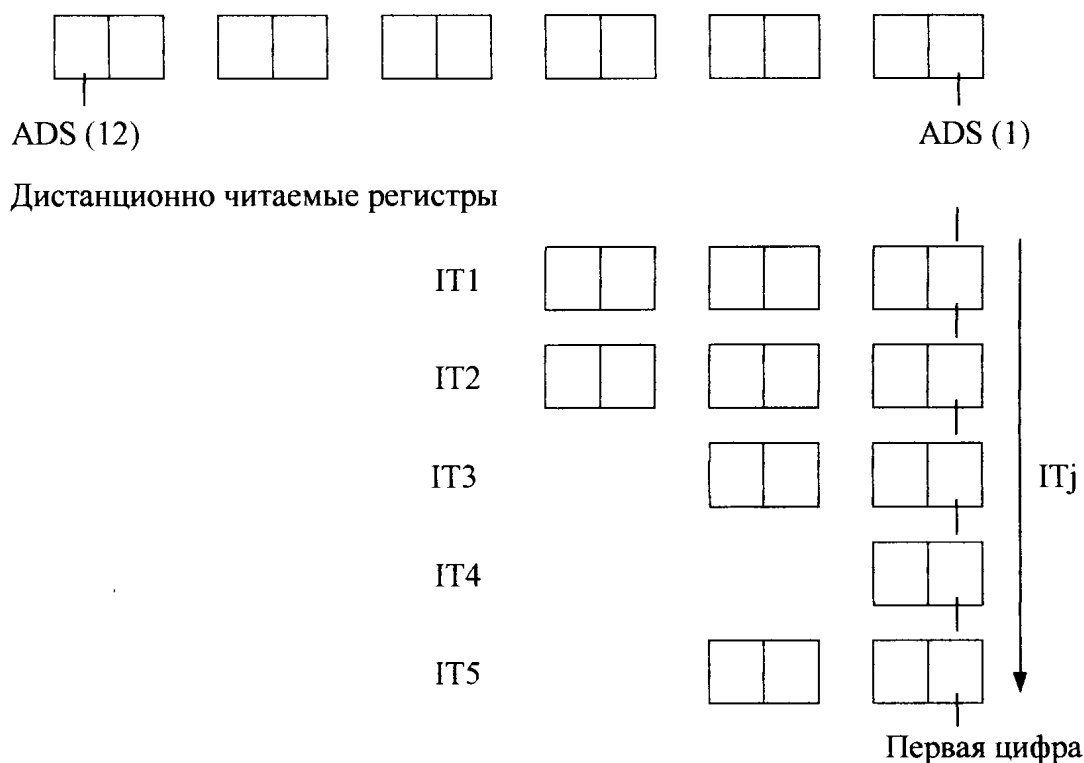 ADS (12) ADS (1)
Дистанционно читаемые регистры
IT1
IT2
IT3
ITj
IT4
IT5
Первая цифра